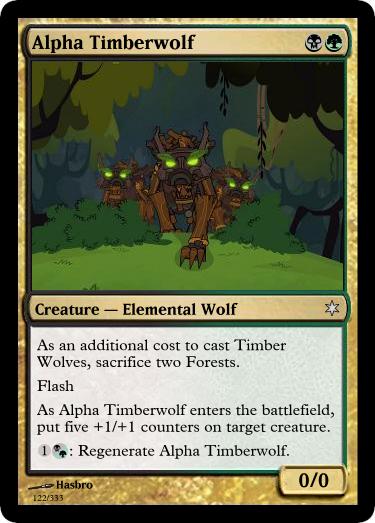 Alpha Timberwolf
Creature — Elemental Wolf
As an additional cost to cast Timber
Wolves, sacrifice two Forests.
Flash
As Alpha Timberwolf enters the battlefield,
put five +1/+1 counters on target creature.
1 : Regenerate Alpha Timberwolf.
0/0
Hasbro
122/333